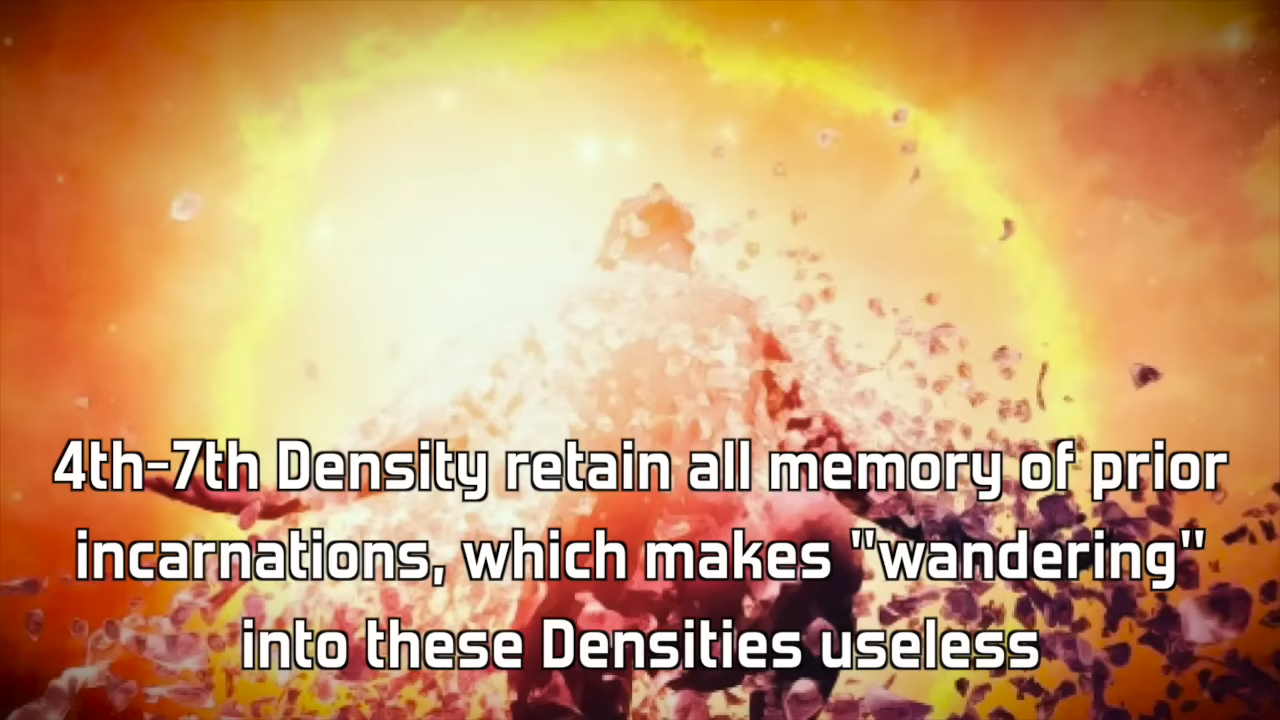 4th-7th Density retain all memory of prior
incarnations, which makes "wandering"
into these Densities useless